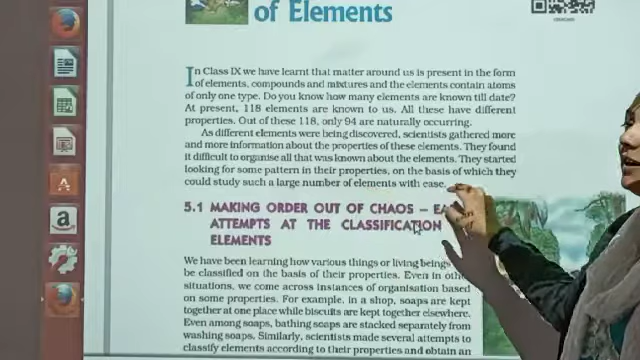 of Elements
In Class IX we have learnt that matter around us is present in the form
of elements, compounds and mixtures and the elements contain atoms
of only one type. Do you know how many elements are known till date?
At present, 118 elements are known to us. All these have different
properties. Out of these 118, only 94 are naturally occurring.
As different elements were being discovered, scientists gathered more
and more information about the properties of these elements. They found
it difficult to organise all that was known about the elements. They started
looking for some pattern in their properties, on the basis of which they
could study such a large number of elements with ease.
5.1 MAKING ORDER OUT OF CHAOS – EA
ATTEMPTS AT THE CLASSIFICATION
ELEMENTS
We have been learning how various things or living beings
be classified on the basis of their properties. Even in othe
situations, we come across instances of organisation based
on some properties. For example, in a shop, soaps are kept
together at one place while biscuits are kept together elsewhere.
Even among soaps, bathing soaps are stacked separately from
washing soaps. Similarly, scientists made several attempts to
classify elements according to their properties and obtain an